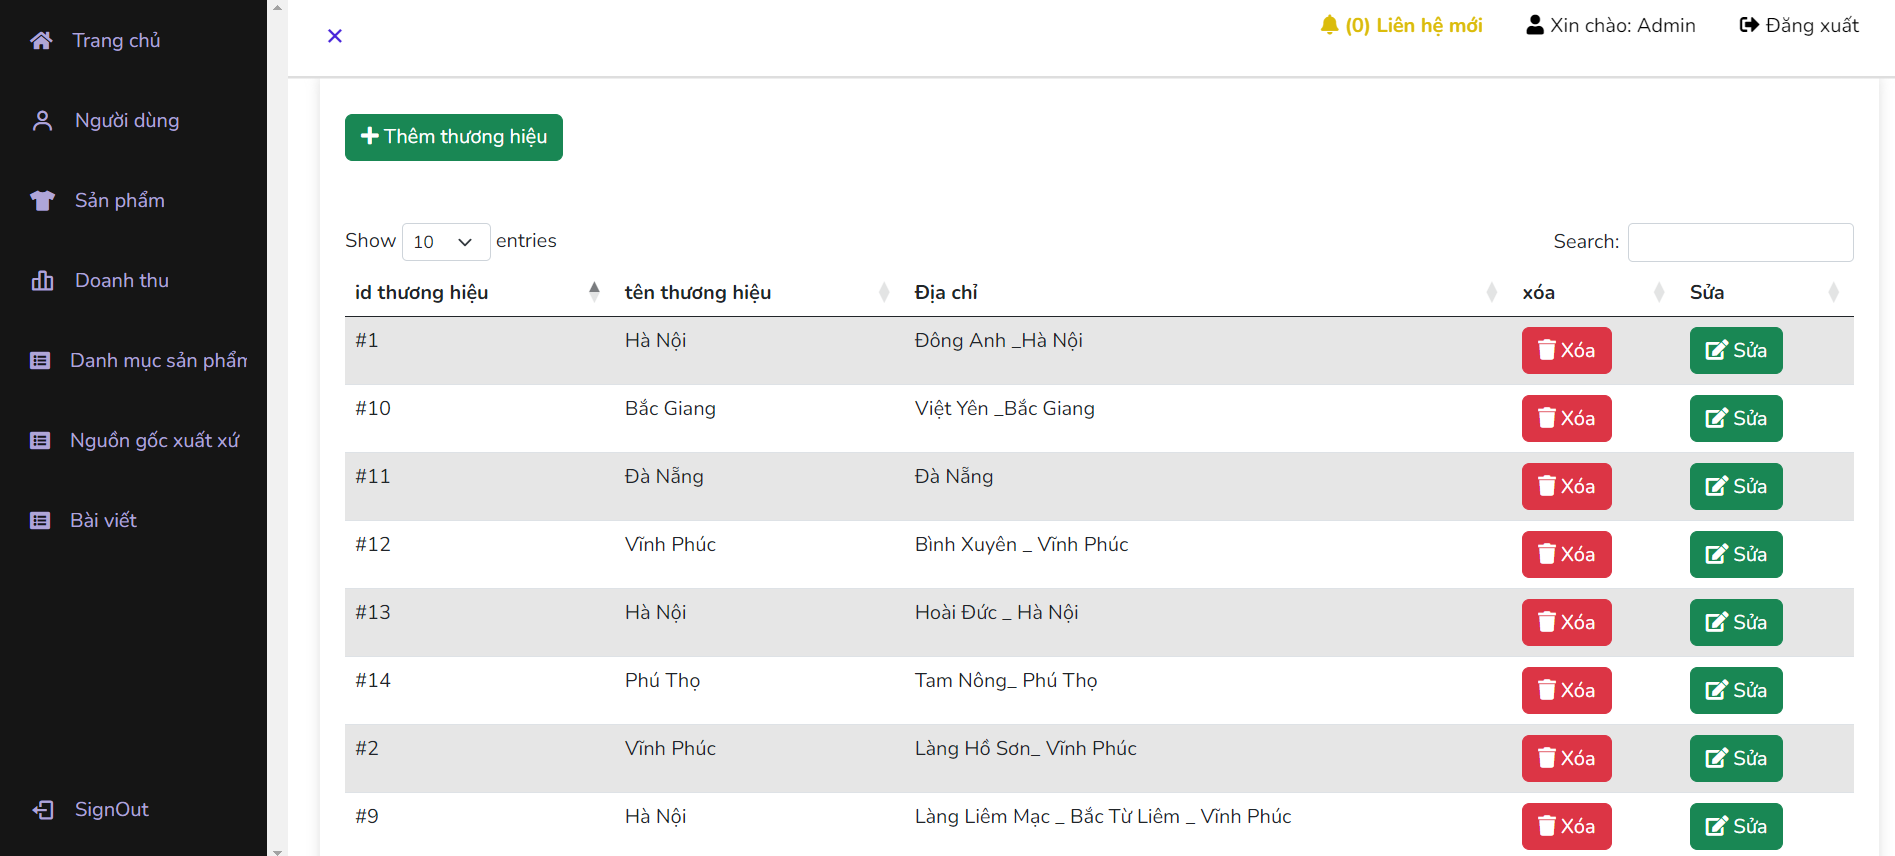 Trang chủ
Người dùng
Sản phẩm
Doanh thu
Danh mục sản phẩm
Nguồn gốc xuất xứ
Bài viết
SignOut
(0) Liên hệ mới
Xin chào: Admin
Đăng xuất
Thêm thương hiệu
Show 10 entries
Search:
id thương hiệu tên thương hiệu Địa chỉ xóa Sửa
#1 Hà Nội Đông Anh _Hà Nội Xóa Sửa
#10 Bắc Giang Việt Yên _Bắc Giang Xóa Sửa
#11 Đà Nẵng Đà Nẵng Xóa Sửa
#12 Vĩnh Phúc Bình Xuyên _ Vĩnh Phúc Xóa Sửa
#13 Hà Nội Hoài Đức _ Hà Nội Xóa Sửa
#14 Phú Thọ Tam Nông_ Phú Thọ Xóa Sửa
#2 Vĩnh Phúc Làng Hồ Sơn_ Vĩnh Phúc Xóa Sửa
#9 Hà Nội Làng Liêm Mạc _ Bắc Từ Liêm _ Vĩnh Phúc Xóa Sửa